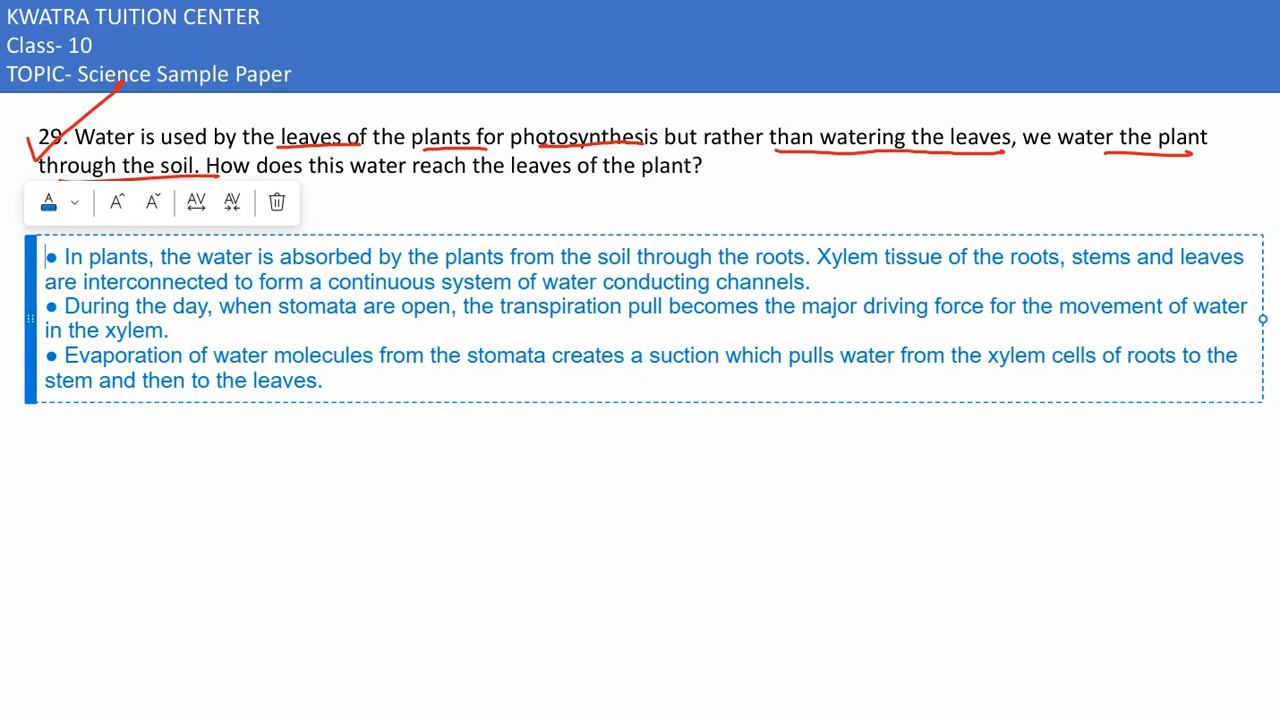 KWATRA TUITION CENTER
Class- 10
TOPIC- Science Sample Paper
29. Water is used by the leaves of the plants for photosynthesis but rather than watering the leaves, we water the plant
through the soil. How does this water reach the leaves of the plant?
A A^ Aˇ AV AV
● In plants, the water is absorbed by the plants from the soil through the roots. Xylem tissue of the roots, stems and leaves
are interconnected to form a continuous system of water conducting channels.
● During the day, when stomata are open, the transpiration pull becomes the major driving force for the movement of water
in the xylem.
● Evaporation of water molecules from the stomata creates a suction which pulls water from the xylem cells of roots to the
stem and then to the leaves.